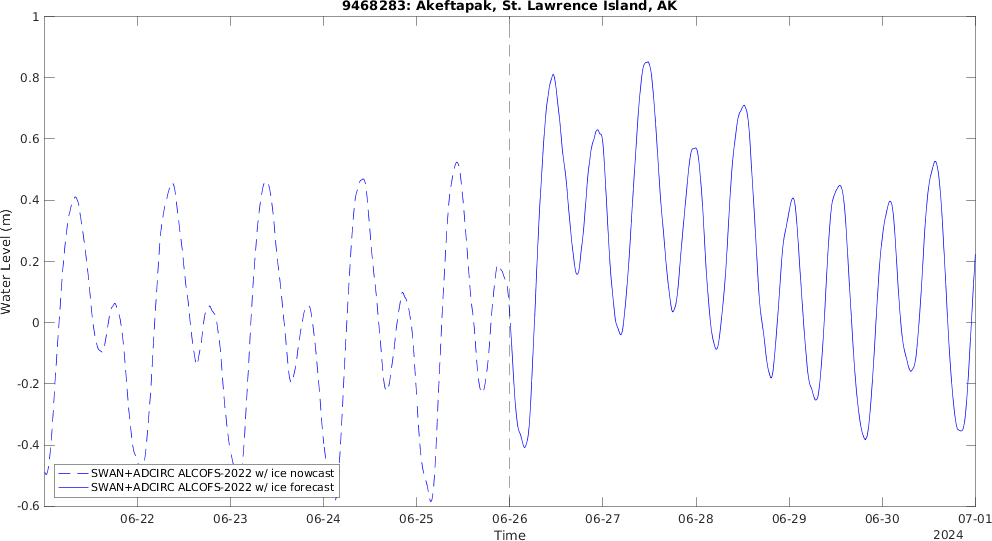 9468283: Akeftapak, St. Lawrence Island, AK
1
0.8
0.6
0.4
0.2
0
-0.2
-0.4
-0.6
Water Level (m)
SWAN+ADCIRC ALCOFS-2022 w/ ice nowcast
SWAN+ADCIRC ALCOFS-2022 w/ ice forecast
06-22 06-23 06-24 06-25 06-26 06-27 06-28 06-29 06-30 07-01
Time
2024